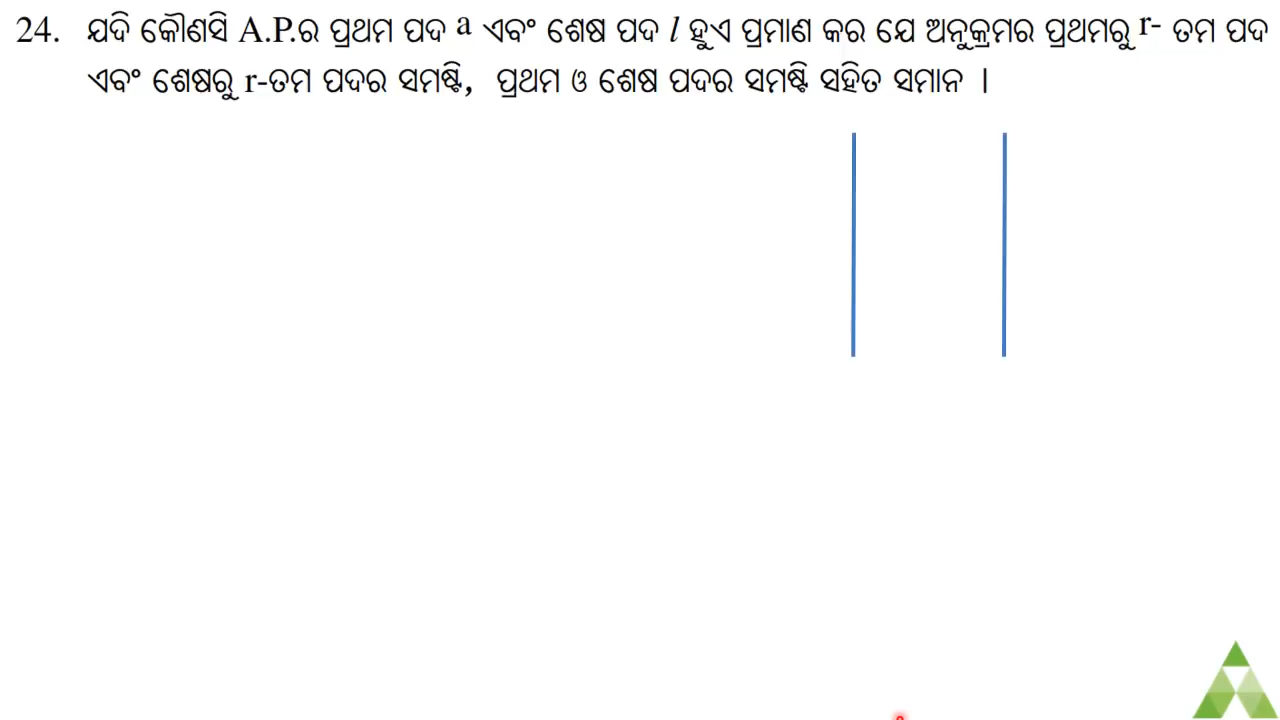 24. ଯଦି କୌଣସି A.P.ର ପ୍ରଥମ ପଦ a ଏବଂ ଶେଷ ପଦ l ହୁଏ ପ୍ରମାଣ କର ଯେ ଅନୁକ୍ରମର ପ୍ରଥମରୁ r- ତମ ପଦ
ଏବଂ ଶେଷରୁ r-ତମ ପଦର ସମଷ୍ଟି, ପ୍ରଥମ ଓ ଶେଷ ପଦର ସମଷ୍ଟି ସହିତ ସମାନ ।